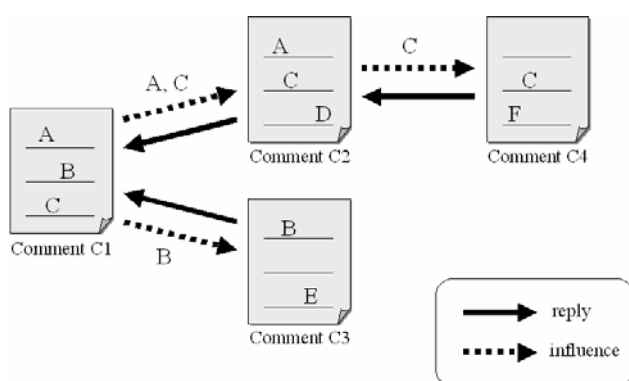 A
B
C
Comment C1
A, C
B
A
C
D
Comment C2
B
E
Comment C3
C
C
F
Comment C4
reply
influence